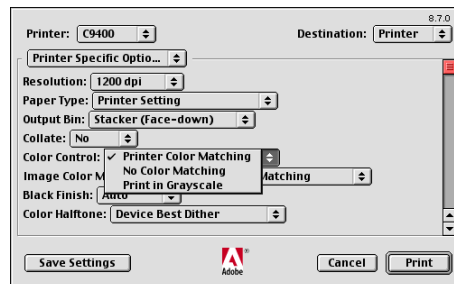 8.7.0
Printer: C9400 Destination: Printer
Printer Specific Optio...
Resolution: 1200 dpi
Paper Type: Printer Setting
Output Bin: Stacker (Face-down)
Collate: No
Color Control: ✓ Printer Color Matching
No Color Matching
Print in Grayscale
Image Color M atching
Black Finish: Auto
Color Halftone: Device Best Dither
Save Settings Adobe Cancel Print